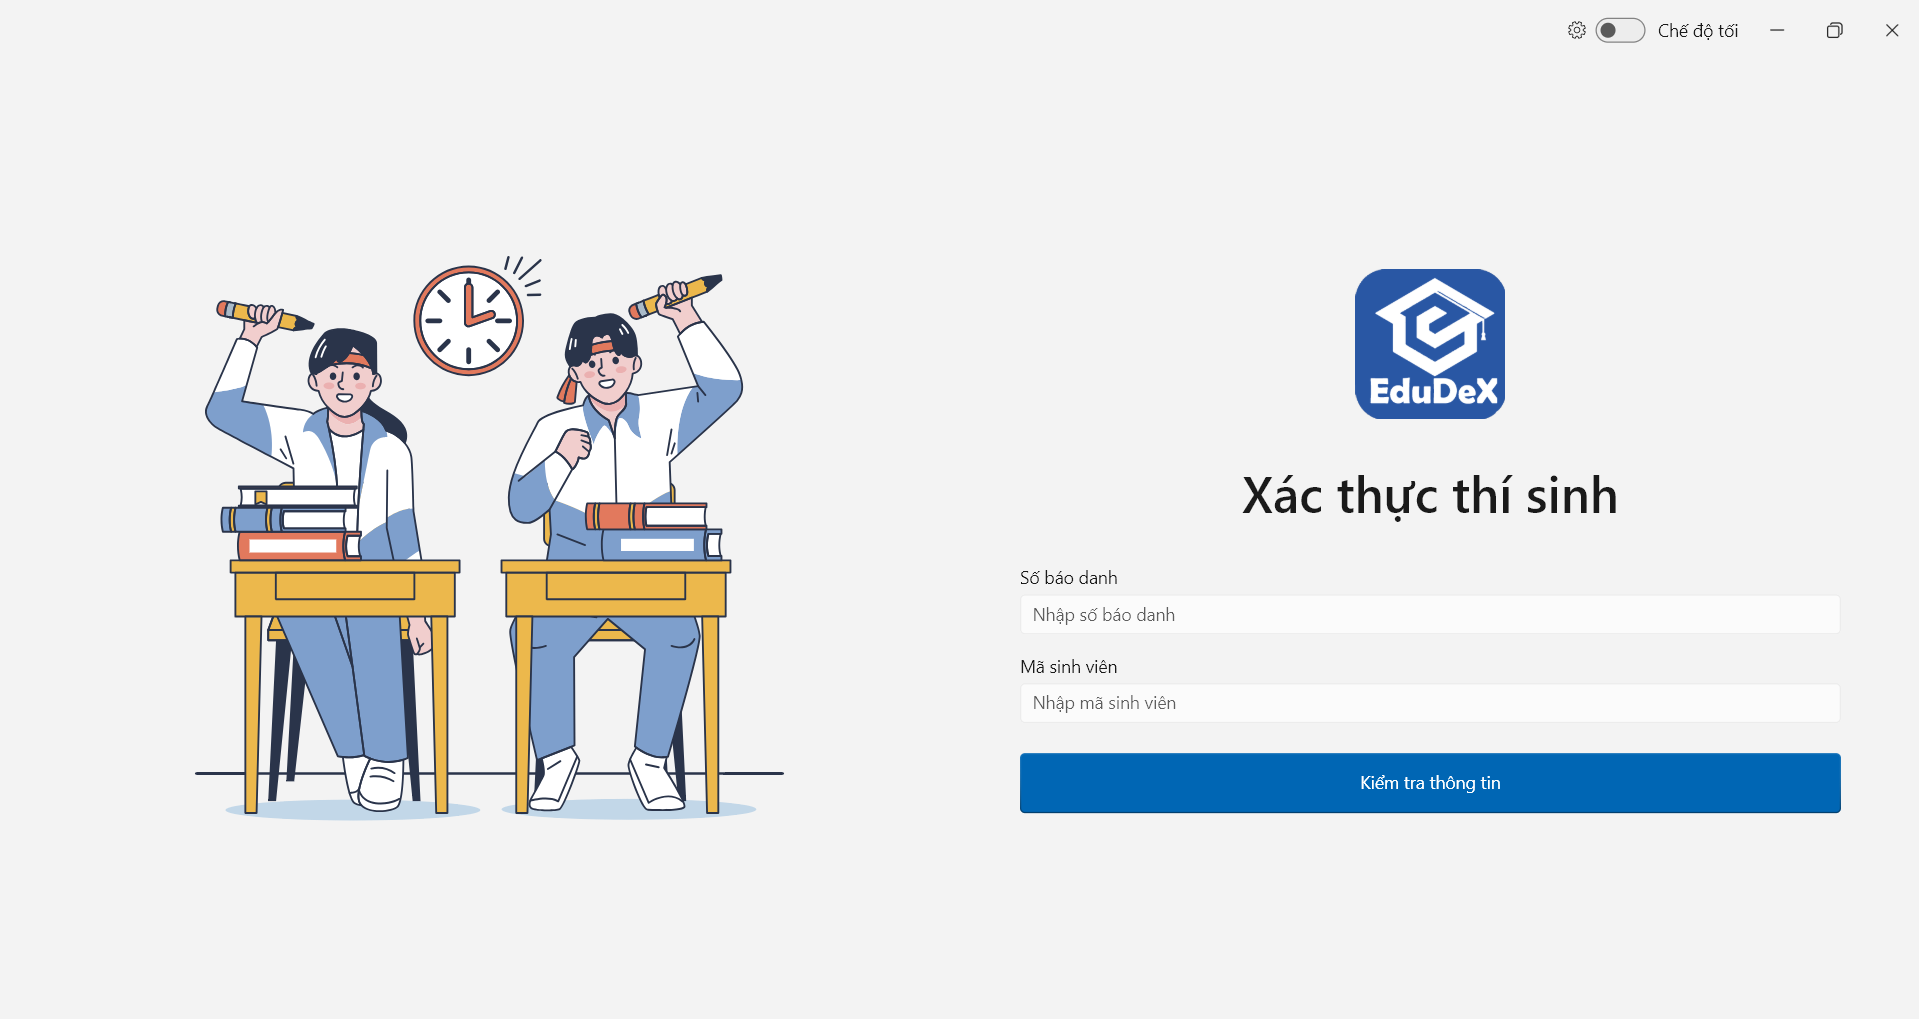 Chế độ tối
EduDeX
Xác thực thí sinh
Số báo danh
Nhập số báo danh
Mã sinh viên
Nhập mã sinh viên
Kiểm tra thông tin